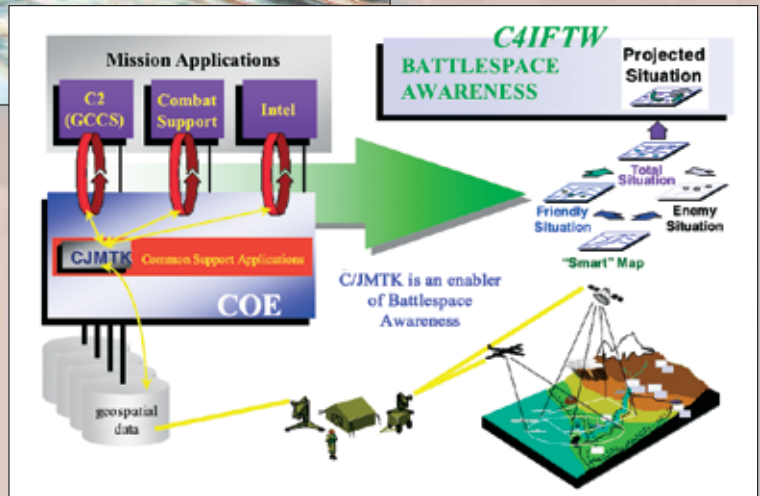 Mission Applications
C2
(GCCS)
Combat
Support
Intel
CJMTK
Common Support Applications
COE
geospatial
data
C4IFTW
BATTLESPACE
AWARENESS
Projected
Situation
Total
Situation
Friendly
Situation
Enemy
Situation
"Smart" Map
C/JMTK is an enabler
of Battlespace
Awareness